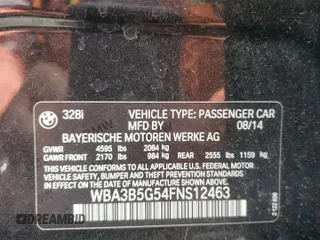 328i VEHICLE TYPE: PASSENGER CAR
MFD BY 08/14
BAYERISCHE MOTOREN WERKE AG
GVWR 4595 lbs 2084 kg
GAWR FRONT 2170 lbs 984 kg REAR 2555 lbs 1159 kg
THIS VEHICLE CONFORMS TO ALL APPLICABLE U.S. FEDERAL MOTOR
VEHICLE SAFETY, BUMPER AND THEFT PREVENTION STANDARDS
IN EFFECT ON THE DATE OF MANUFACTURE SHOWN ABOVE.
WBA3B5G54FNS12463